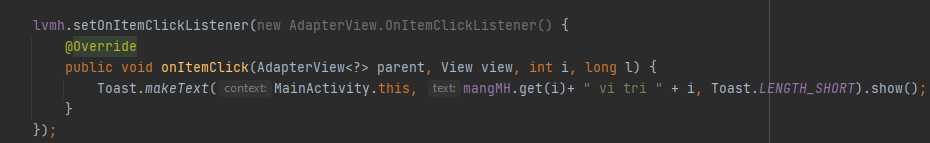 lvmh.setOnItemClickListener(new AdapterView.OnItemClickListener() {
@Override
public void onItemClick(AdapterView<?> parent, View view, int i, long l) {
Toast.makeText( context: MainActivity.this, text: mangMH.get(i)+ " vi tri " + i, Toast.LENGTH_SHORT).show();
}
});